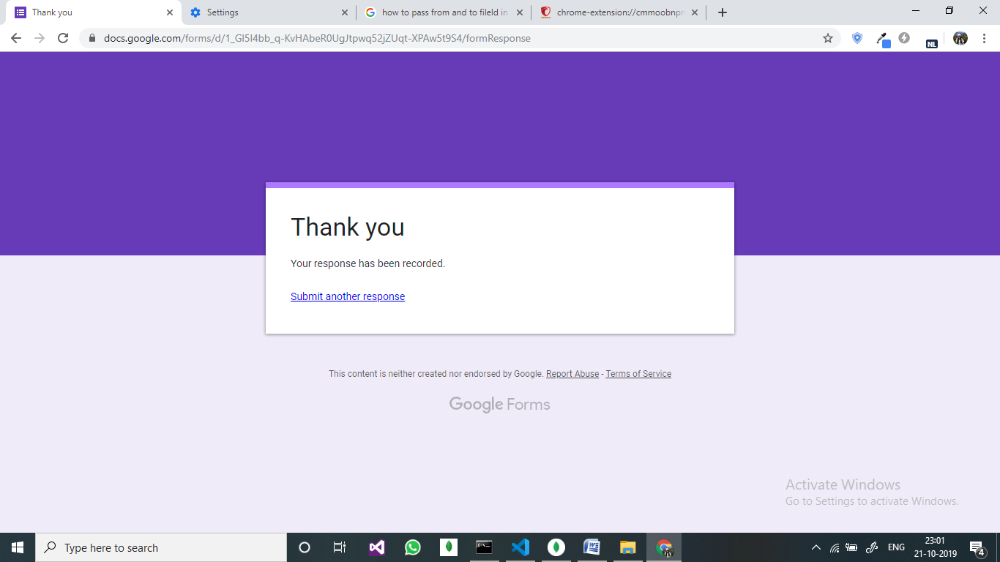 Thank you
Settings
how to pass from and to fileld in
chrome-extension://cmmoobnpr
docs.google.com/forms/d/1_GI5I4bb_q-KvHAbeR0UgJtpwq52jZUqt-XPAw5t9S4/formResponse
NL
Thank you
Your response has been recorded.
Submit another response
This content is neither created nor endorsed by Google. Report Abuse - Terms of Service
Google Forms
Activate Windows
Go to Settings to activate Windows.
Type here to search
ENG
23:01
21-10-2019
4